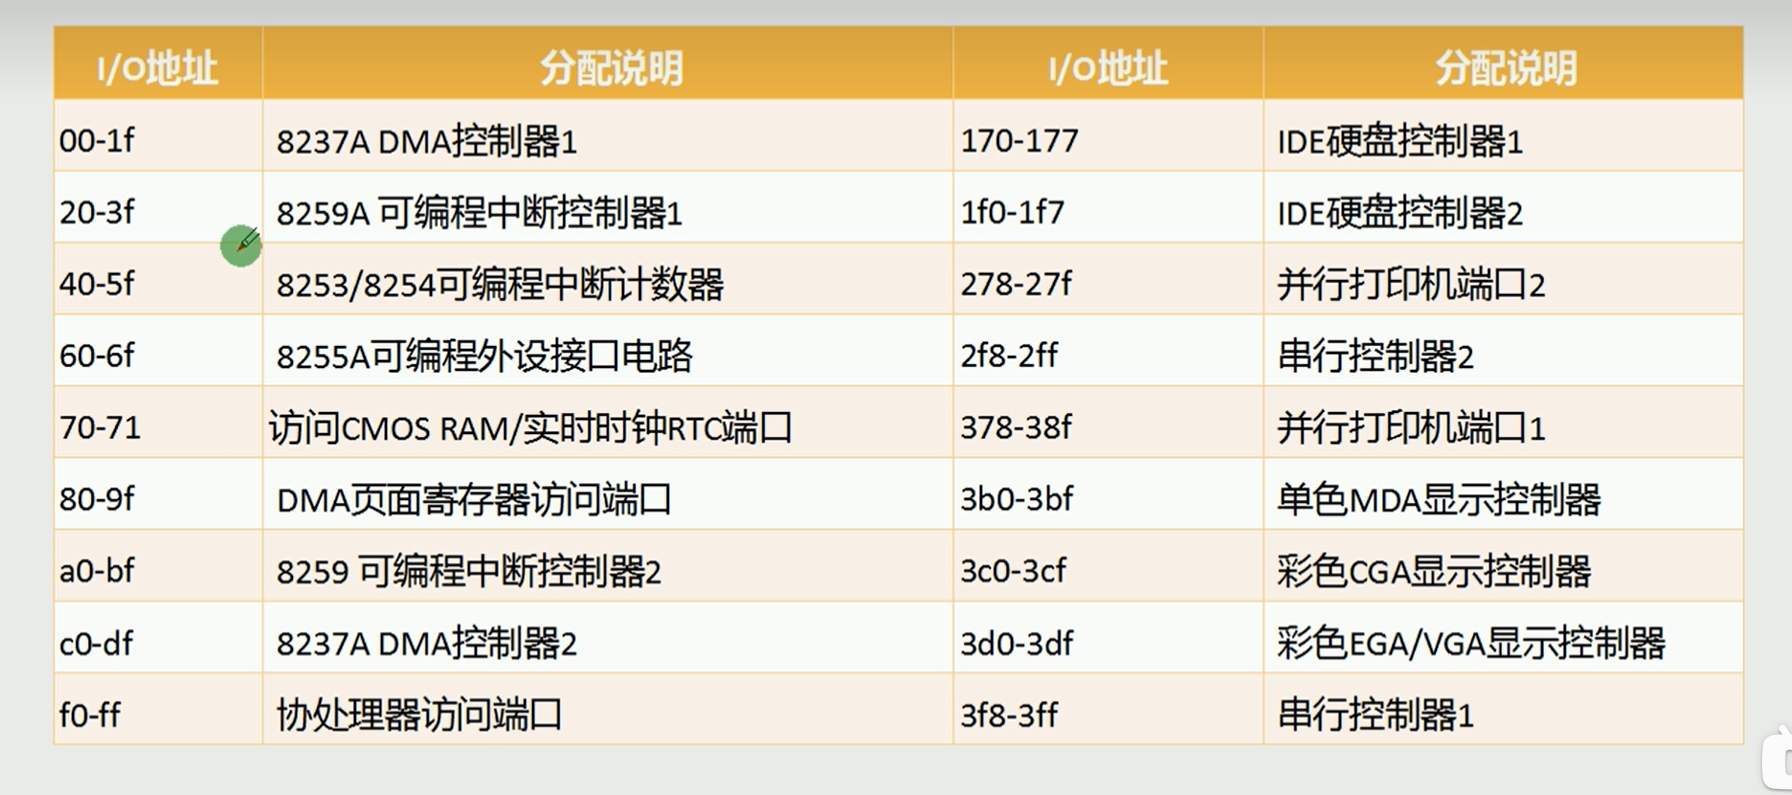 I/O地址 分配说明 I/O地址 分配说明
00-1f 8237A DMA控制器1 170-177 IDE硬盘控制器1
20-3f 8259A 可编程中断控制器1 1f0-1f7 IDE硬盘控制器2
40-5f 8253/8254可编程中断计数器 278-27f 并行打印机端口2
60-6f 8255A可编程外设接口电路 2f8-2ff 串行控制器2
70-71 访问CMOS RAM/实时时钟RTC端口 378-38f 并行打印机端口1
80-9f DMA页面寄存器访问端口 3b0-3bf 单色MDA显示控制器
a0-bf 8259 可编程中断控制器2 3c0-3cf 彩色CGA显示控制器
c0-df 8237A DMA控制器2 3d0-3df 彩色EGA/VGA显示控制器
f0-ff 协处理器访问端口 3f8-3ff 串行控制器1